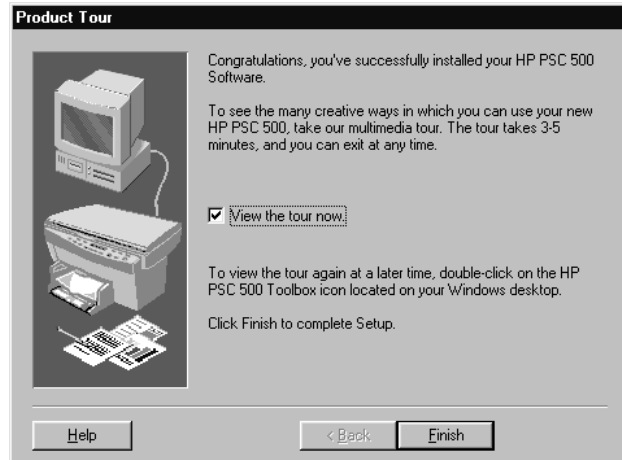 Product Tour
Congratulations, you've successfully installed your HP PSC 500
Software.
To see the many creative ways in which you can use your new
HP PSC 500, take our multimedia tour. The tour takes 3-5
minutes, and you can exit at any time.
View the tour now.
To view the tour again at a later time, double-click on the HP
PSC 500 Toolbox icon located on your Windows desktop.
Click Finish to complete Setup.
Help
< Back
Finish